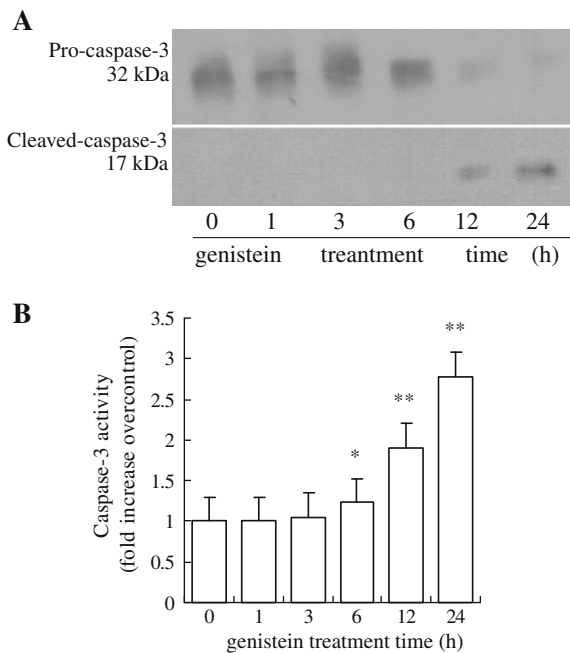 A
Pro-caspase-3
32 kDa
Cleaved-caspase-3
17 kDa
0 1 3 6 12 24
genistein treantment time (h)
B
Caspase-3 activity
(fold increase overcontrol)
3.5
3
2.5
2
1.5
1
0.5
0
* ** **
0 1 3 6 12 24
genistein treatment time (h)